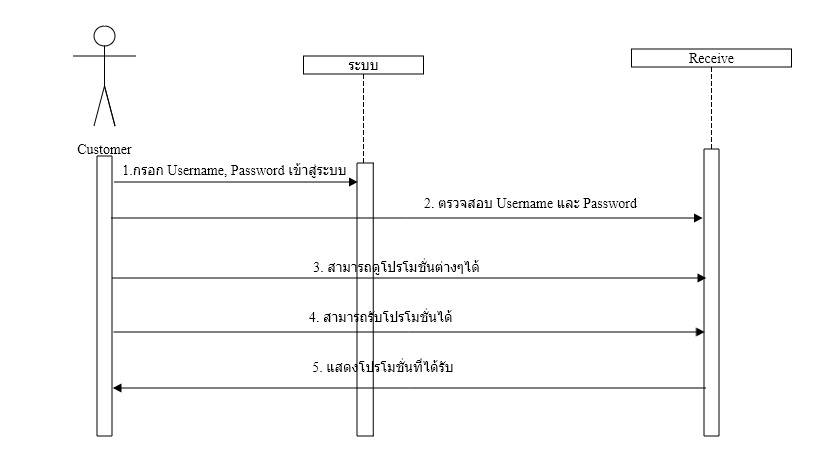 ระบบ
Receive
Customer
1.กรอก Username, Password เข้าสู่ระบบ
2. ตรวจสอบ Username และ Password
3. สามารถดูโปรโมชั่นต่างๆได้
4. สามารถรับโปรโมชั่นได้
5. แสดงโปรโมชั่นที่ได้รับ